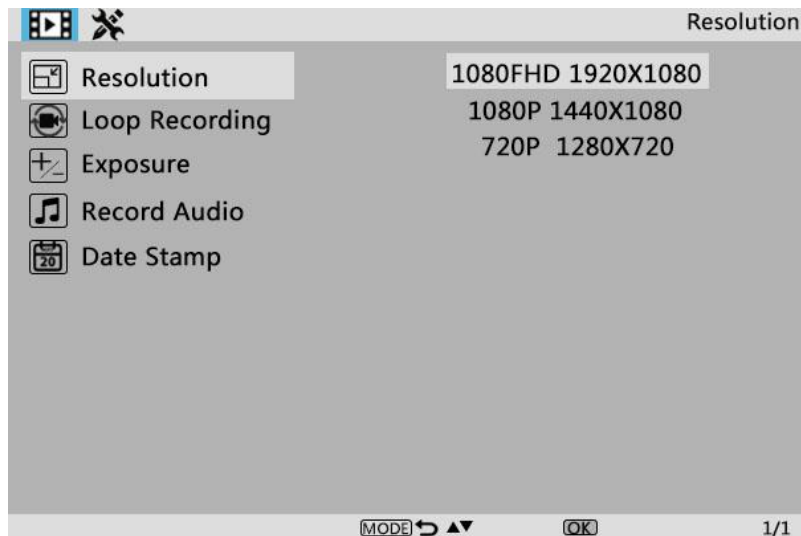 Resolution
Resolution
Loop Recording
Exposure
Record Audio
20
Date Stamp
1080FHD 1920X1080
1080P 1440X1080
720P 1280X720
MODE OK 1/1